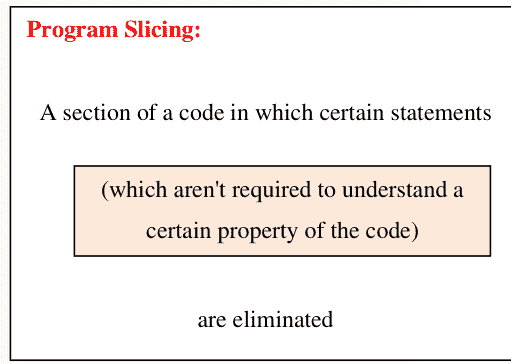 Program Slicing:
A section of a code in which certain statements
(which aren't required to understand a
certain property of the code)
are eliminated